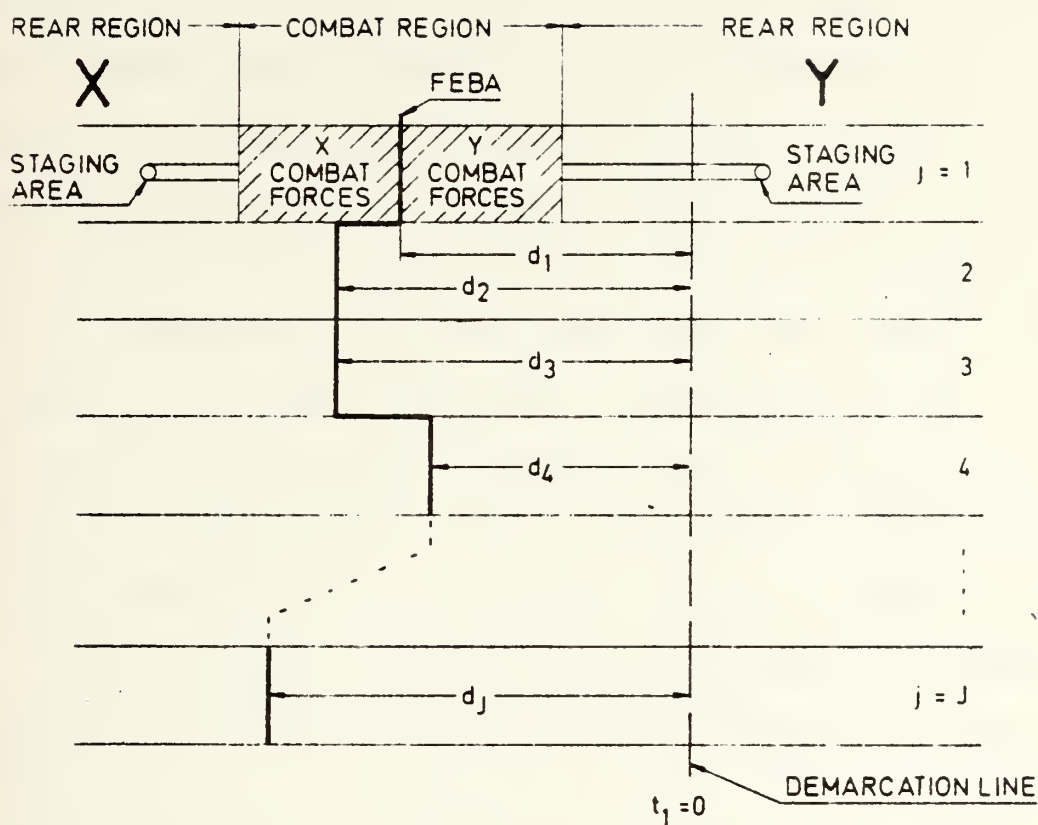 REAR REGION COMBAT REGION REAR REGION
X Y
FEBA
STAGING AREA
X COMBAT FORCES
Y COMBAT FORCES
STAGING AREA
j = 1
d1
d2
2
d3
3
d4
4
dJ
j = J
DEMARCATION LINE
t1 = 0